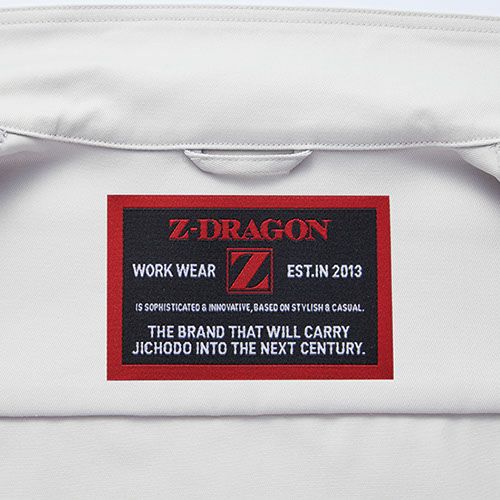 Z-DRAGON
WORK WEAR Z EST.IN 2013
IS SOPHISTICATED & INNOVATIVE, BASED ON STYLISH & CASUAL.
THE BRAND THAT WILL CARRY
JICHODO INTO THE NEXT CENTURY.